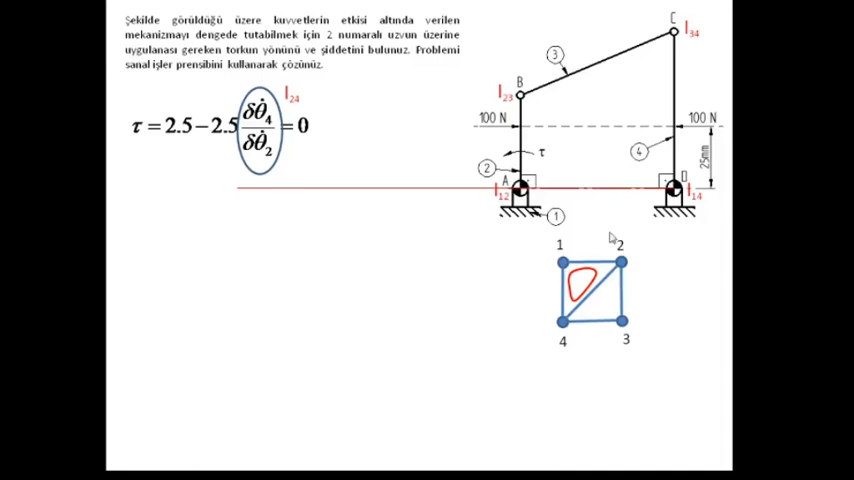 Şekilde görüldüğü üzere kuvvetlerin etkisi altında verilen
mekanizmayı dengede tutabilmek için 2 numaralı uzvun üzerine
uygulanası gereken torkun yönünü ve şiddetini bulunuz. Problemi
sanal işler prensibini kullanarak çözünüz.
τ = 2.5 − 2.5 δθ̇₄/δθ̇₂ = 0
I₂₄
C
I₃₄
3
B
I₂₃
100 N
100 N
4
25mm
τ
2
A
D
I₁₂
I₁₄
1
1
2
4
3